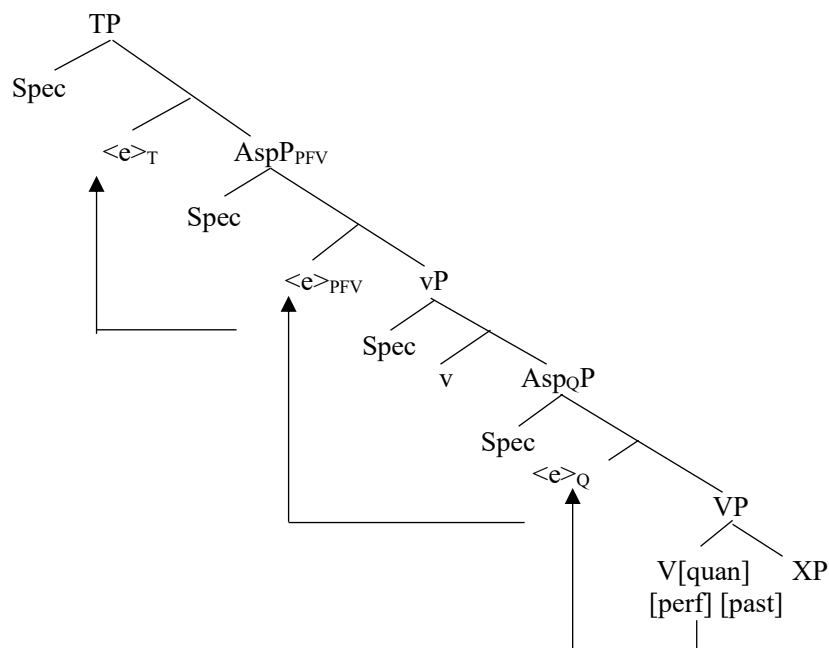 TP
Spec
<e>T
AspPPFV
Spec
<e>PFV
vP
Spec
v
AspQP
Spec
<e>Q
VP
V[quan]
XP
[perf] [past]